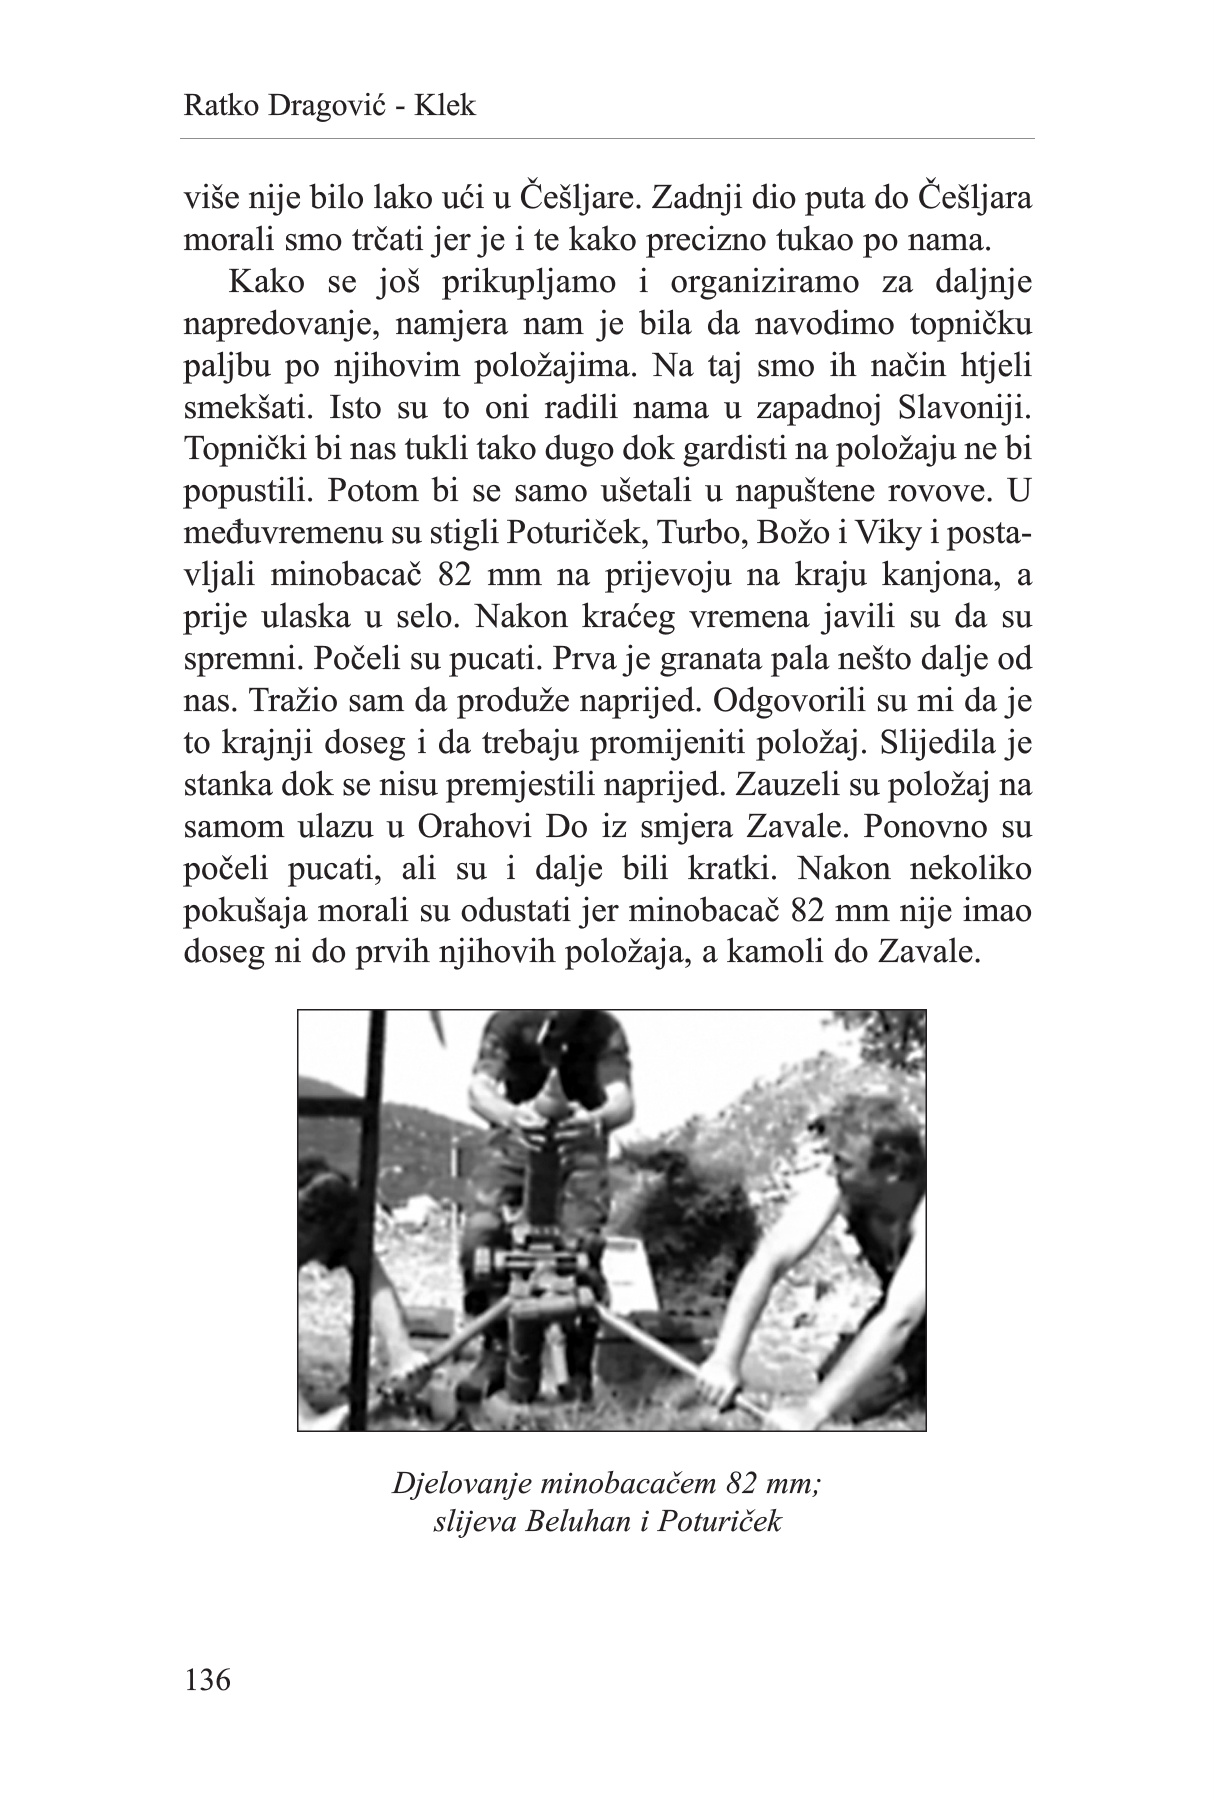 Ratko Dragović - Klek
više nije bilo lako ući u Češljare. Zadnji dio puta do Češljara
morali smo trčati jer je i te kako precizno tukao po nama.
Kako se još prikupljamo i organiziramo za daljnje
napredovanje, namjera nam je bila da navodimo topničku
paljbu po njihovim položajima. Na taj smo ih način htjeli
smekšati. Isto su to oni radili nama u zapadnoj Slavoniji.
Topnički bi nas tukli tako dugo dok gardisti na položaju ne bi
popustili. Potom bi se samo ušetali u napuštene rovove. U
međuvremenu su stigli Poturiček, Turbo, Božo i Viky i posta-
vljali minobacač 82 mm na prijevoju na kraju kanjona, a
prije ulaska u selo. Nakon kraćeg vremena javili su da su
spremni. Počeli su pucati. Prva je granata pala nešto dalje od
nas. Tražio sam da produže naprijed. Odgovorili su mi da je
to krajnji doseg i da trebaju promijeniti položaj. Slijedila je
stanka dok se nisu premjestili naprijed. Zauzeli su položaj na
samom ulazu u Orahovi Do iz smjera Zavale. Ponovno su
počeli pucati, ali su i dalje bili kratki. Nakon nekoliko
pokušaja morali su odustati jer minobacač 82 mm nije imao
doseg ni do prvih njihovih položaja, a kamoli do Zavale.
Djelovanje minobacačem 82 mm;
slijeva Beluhan i Poturiček
136